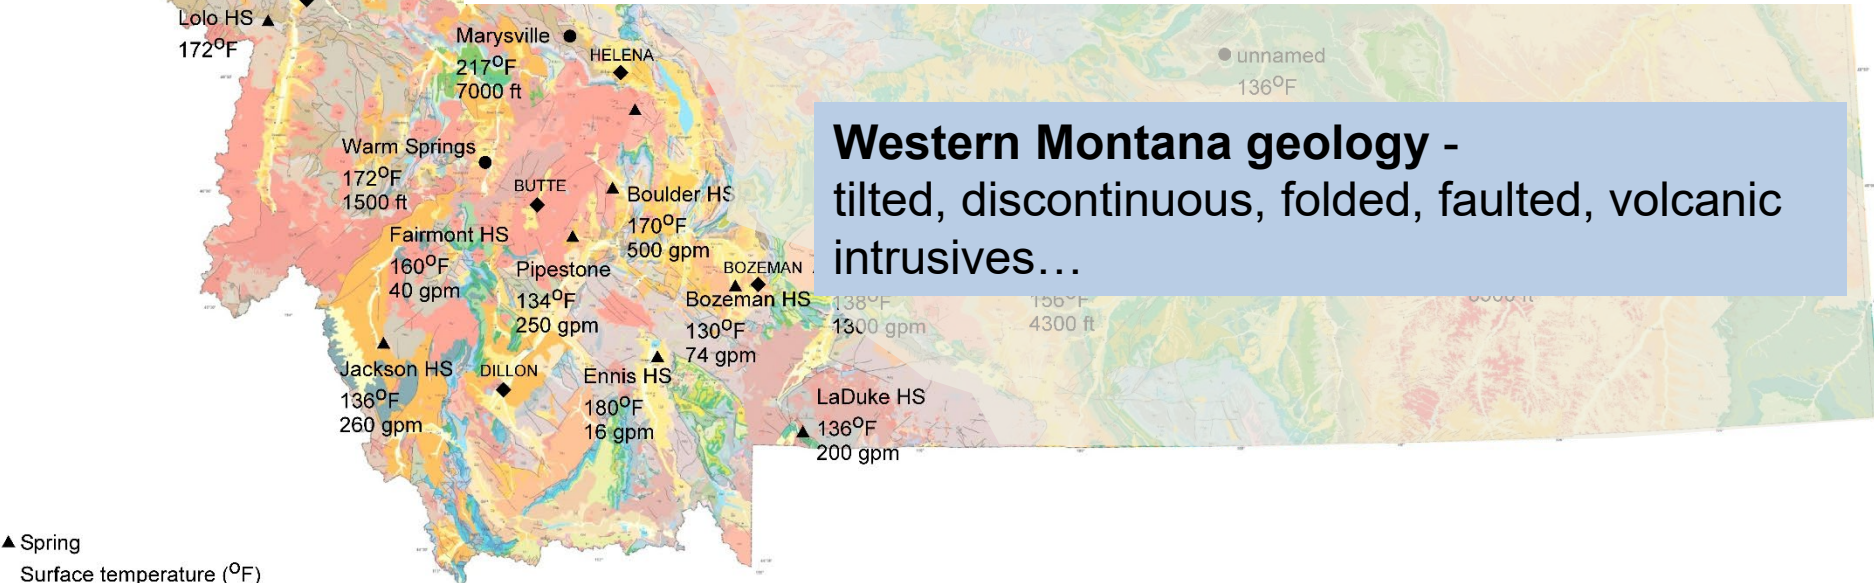 Lolo HS
172°F
Marysville
217°F
7000 ft
HELENA
unnamed
136°F
Western Montana geology -
tilted, discontinuous, folded, faulted, volcanic
intrusives…
Warm Springs
172°F
1500 ft
BUTTE
Boulder HS
170°F
500 gpm
Fairmont HS
160°F
40 gpm
Pipestone
134°F
250 gpm
BOZEMAN
Bozeman HS
130°F
74 gpm
138°F
1300 gpm
156°F
4300 ft
Jackson HS
136°F
260 gpm
DILLON
Ennis HS
180°F
16 gpm
LaDuke HS
136°F
200 gpm
Spring
Surface temperature (°F)